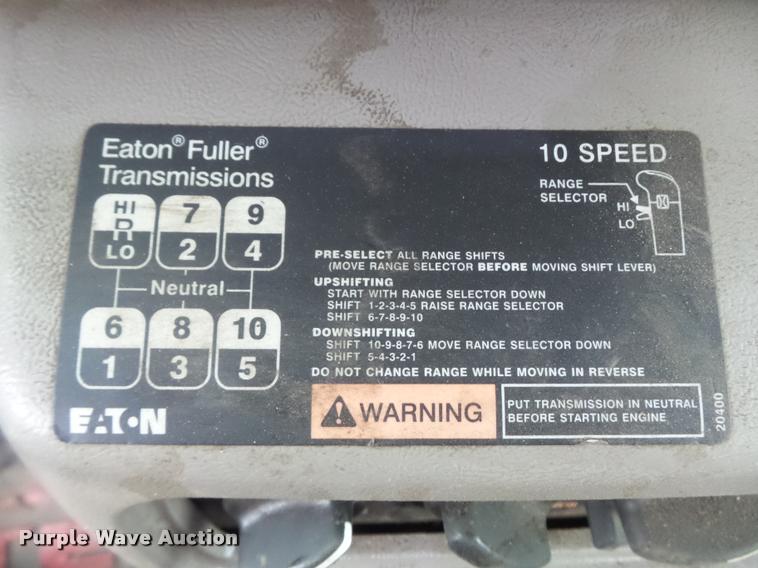 Eaton® Fuller®
Transmissions
10 SPEED
RANGE
SELECTOR
HI
LO
HI
R
LO
7
2
9
4
Neutral
6
1
8
3
10
5
PRE-SELECT ALL RANGE SHIFTS
(MOVE RANGE SELECTOR BEFORE MOVING SHIFT LEVER)
UPSHIFTING
START WITH RANGE SELECTOR DOWN
SHIFT 1-2-3-4-5 RAISE RANGE SELECTOR
SHIFT 6-7-8-9-10
DOWNSHIFTING
SHIFT 10-9-8-7-6 MOVE RANGE SELECTOR DOWN
SHIFT 5-4-3-2-1
DO NOT CHANGE RANGE WHILE MOVING IN REVERSE
EATON
WARNING
PUT TRANSMISSION IN NEUTRAL
BEFORE STARTING ENGINE
20400
Purple Wave Auction